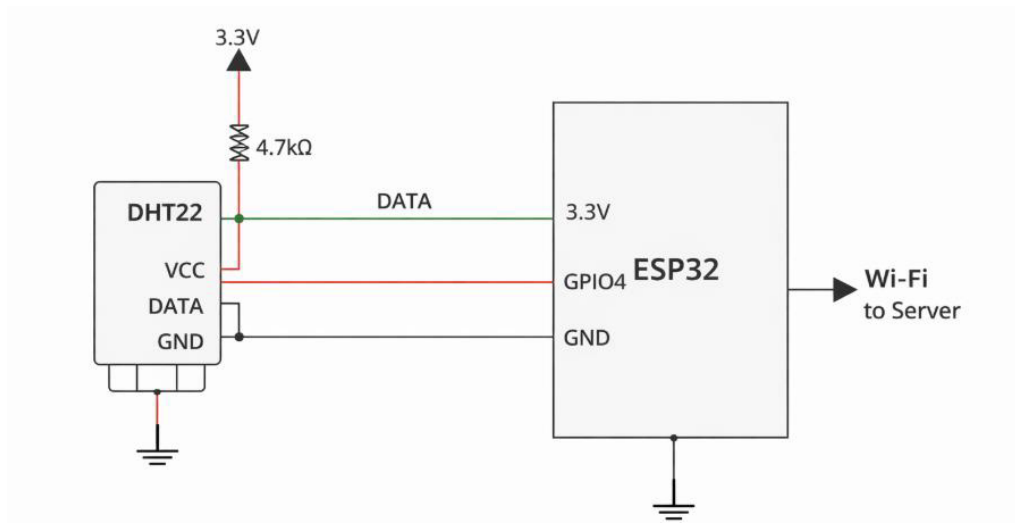 3.3V
4.7kΩ
DHT22
DATA
VCC
DATA
GND
3.3V
GPIO4
GND
ESP32
Wi-Fi
to Server